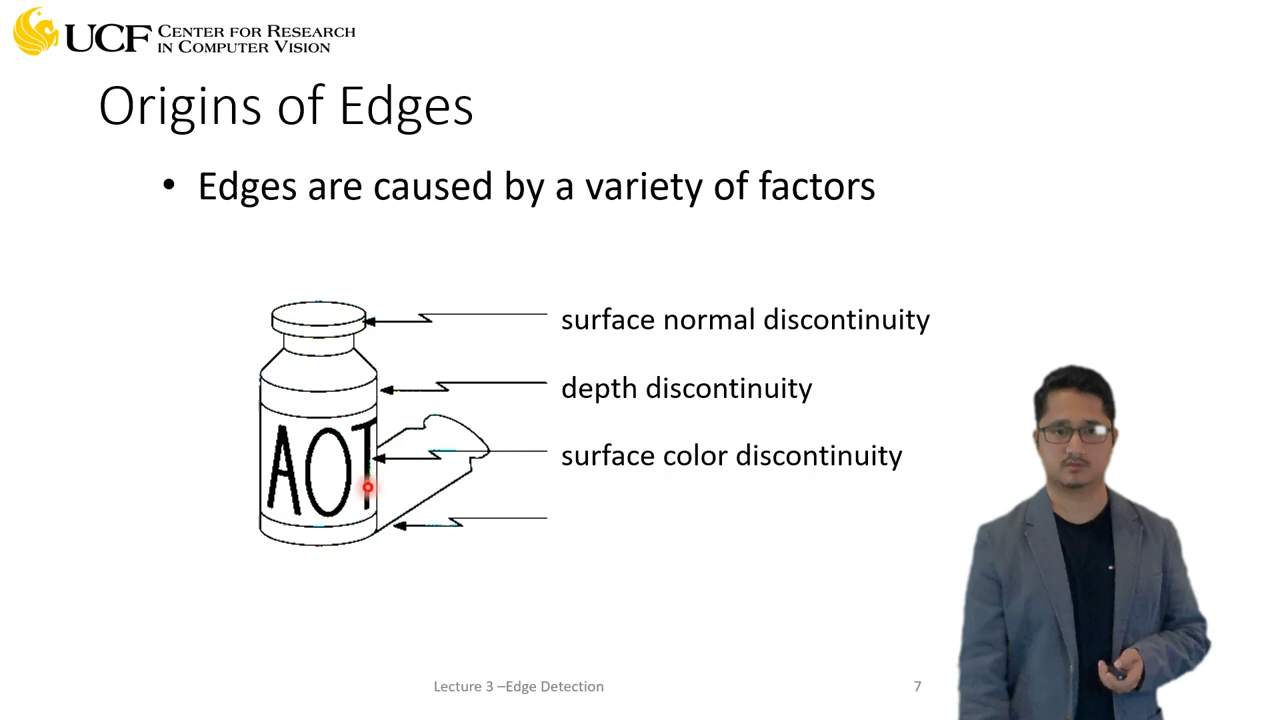 UCF CENTER FOR RESEARCH
IN COMPUTER VISION
Origins of Edges
• Edges are caused by a variety of factors
surface normal discontinuity
depth discontinuity
surface color discontinuity
AOT
Lecture 3 –Edge Detection
7